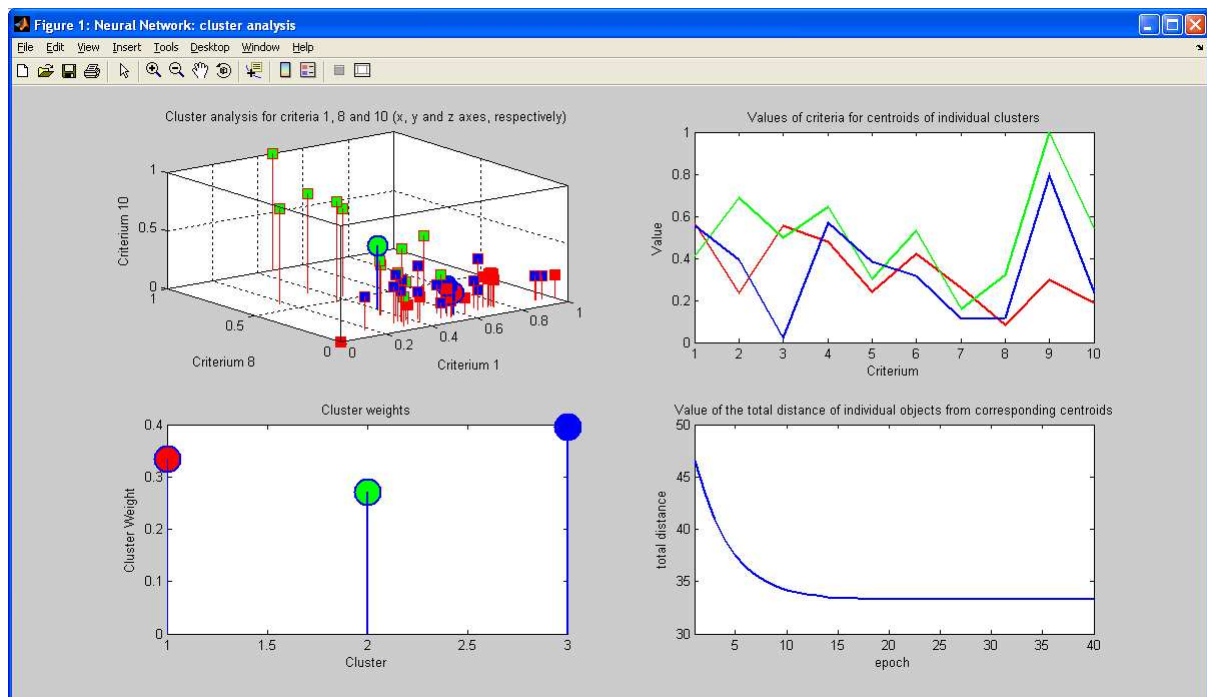 Figure 1: Neural Network: cluster analysis
File Edit View Insert Tools Desktop Window Help
Cluster analysis for criteria 1, 8 and 10 (x, y and z axes, respectively)
Criterium 10
1
0.5
0
1
0.5
0
Criterium 8
0
0.2
0.4
0.6
0.8
1
Criterium 1
Values of criteria for centroids of individual clusters
Value
1
0.8
0.6
0.4
0.2
0
1 2 3 4 5 6 7 8 9 10
Criterium
Cluster weights
Cluster Weight
0.4
0.3
0.2
0.1
0
1 1.5 2 2.5 3
Cluster
Value of the total distance of individual objects from corresponding centroids
total distance
50
45
40
35
30
5 10 15 20 25 30 35 40
epoch